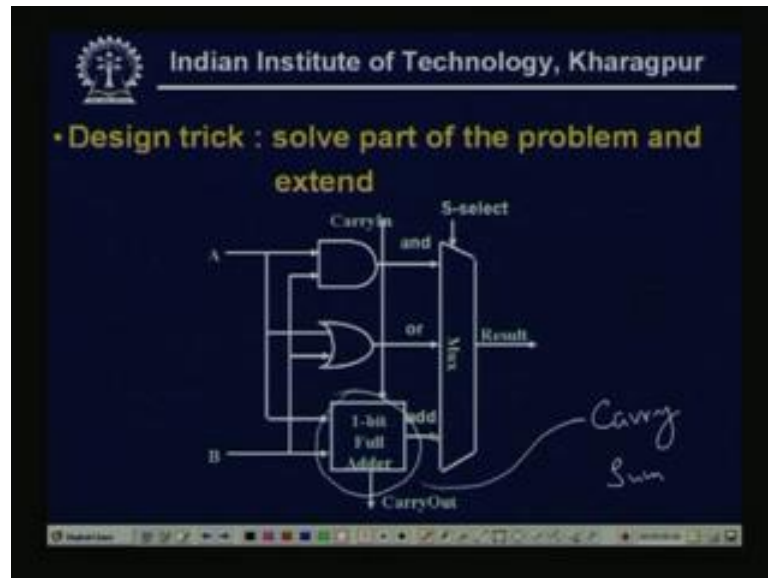 Indian Institute of Technology, Kharagpur
• Design trick : solve part of the problem and
extend
S-select
CarryIn
and
A
or
Mux
Result
add
1-bit
Full
Adder
B
CarryOut
Carry
Sum